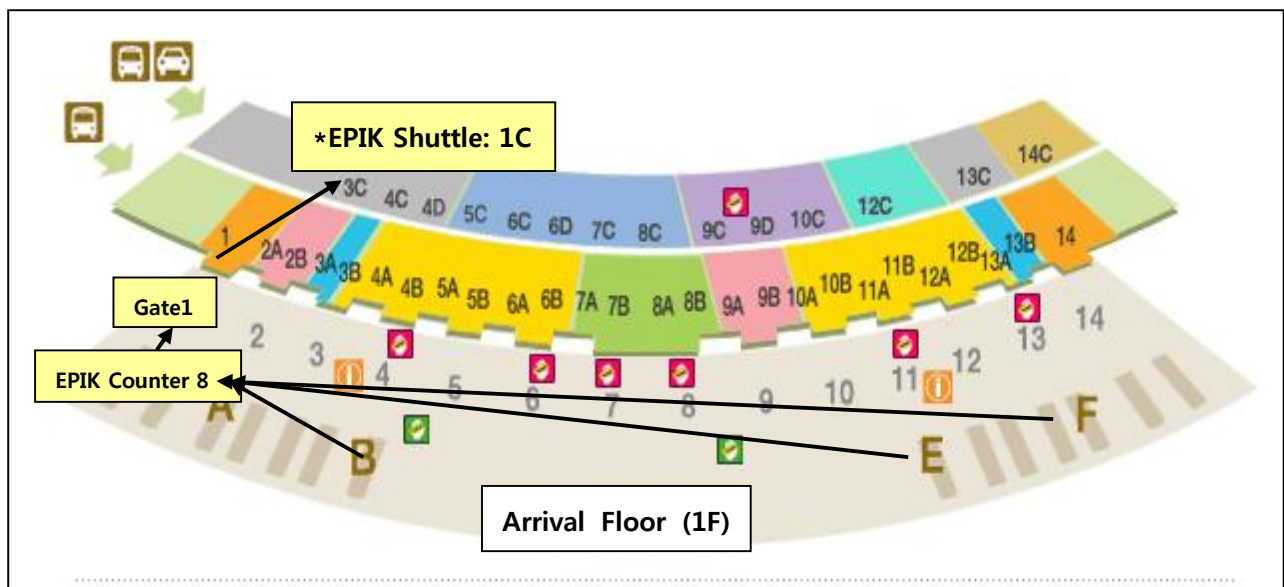 *EPIK Shuttle: 1C
3C 4C 4D 5C 6C 6D 7C 8C 9C 9D 10C 12C 13C 14C
1 2A 2B 3A 3B 4A 4B 5A 5B 6A 6B 7A 7B 8A 8B 9A 9B 10A 10B 11A 11B 12A 12B 13A 13B 14
Gate1
2 3 4 5 6 7 8 9 10 11 12 13 14
EPIK Counter 8
A B E F
Arrival Floor (1F)